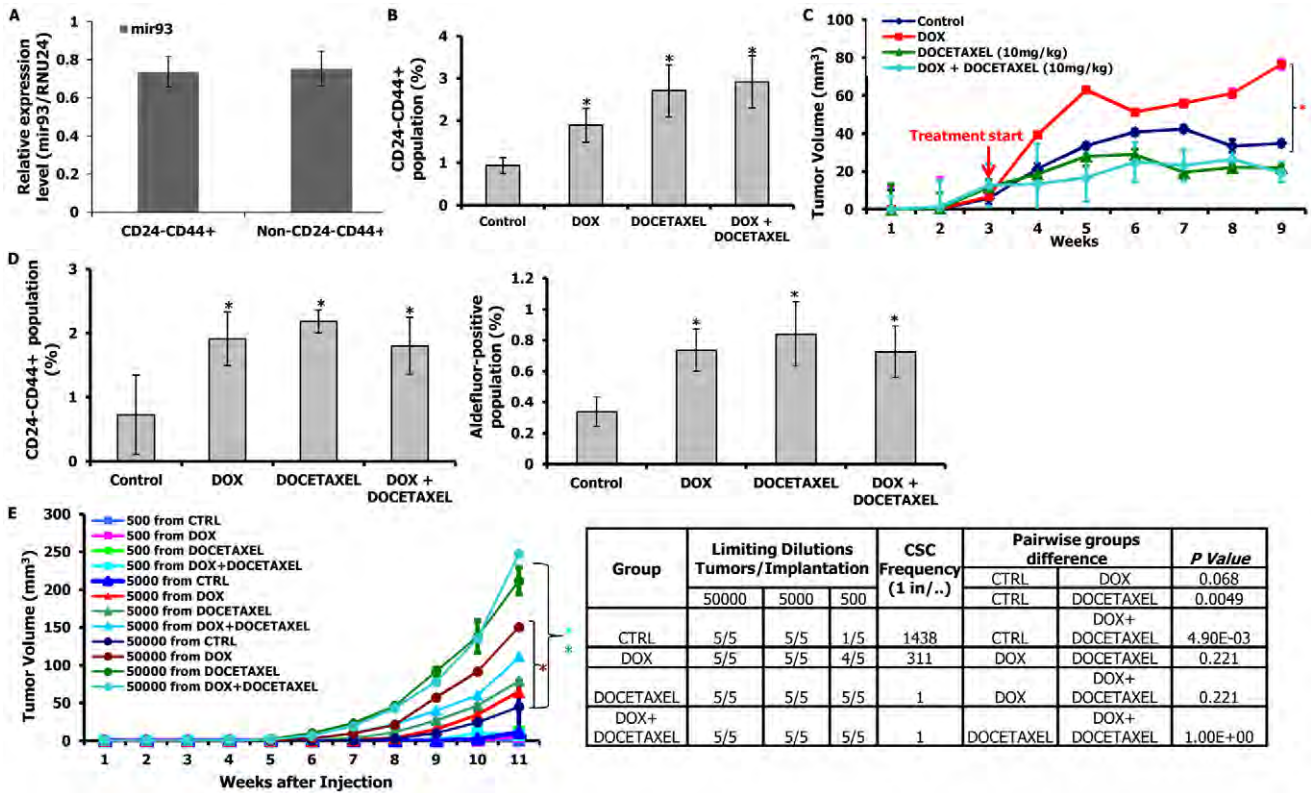 A
Relative expression
level (mir93/RNU24)
1
0.8
0.6
0.4
0.2
0
mir93
CD24-CD44+
Non-CD24-CD44+
B
CD24-CD44+
population (%)
4
3
2
1
0
*
*
*
Control
DOX
DOCETAXEL
DOX +
DOCETAXEL
C
Control
DOX
DOCETAXEL (10mg/kg)
DOX + DOCETAXEL (10mg/kg)
Tumor Volume (mm³)
100
80
60
40
20
0
Treatment start
*
1 2 3 4 5 6 7 8 9
Weeks
D
CD24-CD44+ population
(%)
3
2
1
0
*
*
*
Control
DOX
DOCETAXEL
DOX +
DOCETAXEL
Aldefluor-positive
population (%)
1.2
1
0.8
0.6
0.4
0.2
0
*
*
*
Control
DOX
DOCETAXEL
DOX +
DOCETAXEL
E
Tumor Volume (mm³)
300
250
200
150
100
50
0
500 from CTRL
500 from DOX
500 from DOCETAXEL
500 from DOX+DOCETAXEL
5000 from CTRL
5000 from DOX
5000 from DOCETAXEL
5000 from DOX+DOCETAXEL
50000 from CTRL
50000 from DOX
50000 from DOCETAXEL
50000 from DOX+DOCETAXEL
*
*
*
1 2 3 4 5 6 7 8 9 10 11
Weeks after Injection
Group
Limiting Dilutions
Tumors/Implantation
50000 5000 500
CSC
Frequency
(1 in/..)
Pairwise groups
difference
P Value
CTRL DOX 0.068
CTRL DOCETAXEL 0.0049
DOX+
CTRL 5/5 5/5 1/5 1438 CTRL DOCETAXEL 4.90E-03
DOX 5/5 5/5 4/5 311 DOX DOCETAXEL 0.221
DOX+
DOCETAXEL 5/5 5/5 5/5 1 DOX DOCETAXEL 0.221
DOX+ DOX+
DOCETAXEL 5/5 5/5 5/5 1 DOCETAXEL DOCETAXEL 1.00E+00